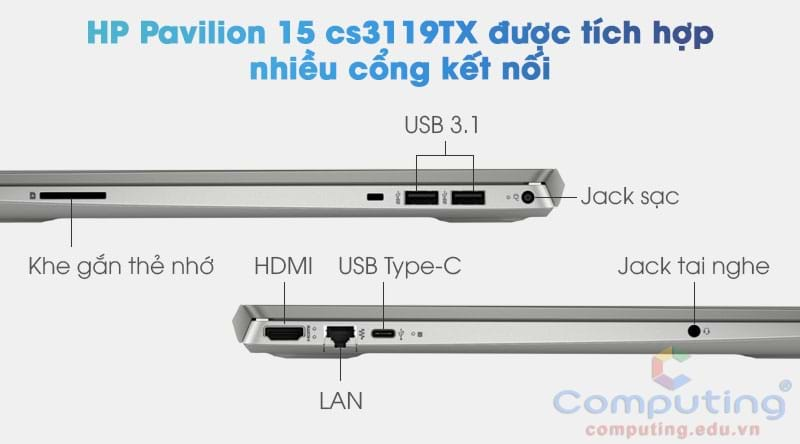 HP Pavilion 15 cs3119TX được tích hợp
nhiều cổng kết nối
USB 3.1
Jack sạc
Khe gắn thẻ nhớ
HDMI
USB Type-C
Jack tai nghe
LAN
Computing
computing.edu.vn